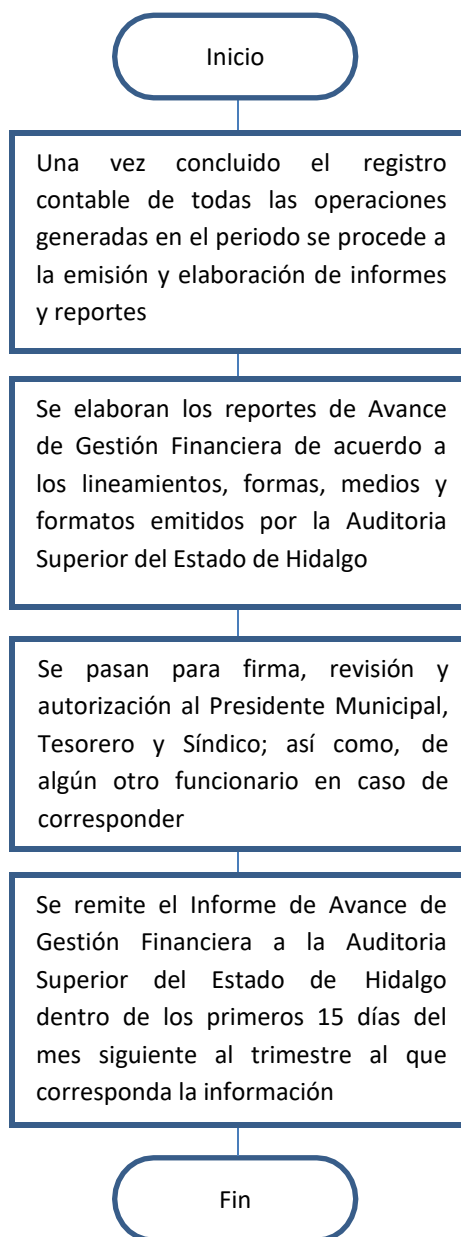 Inicio
Una vez concluido el registro
contable de todas las operaciones
generadas en el periodo se procede a
la emisión y elaboración de informes
y reportes
Se elaboran los reportes de Avance
de Gestión Financiera de acuerdo a
los lineamientos, formas, medios y
formatos emitidos por la Auditoria
Superior del Estado de Hidalgo
Se pasan para firma, revisión y
autorización al Presidente Municipal,
Tesorero y Síndico; así como, de
algún otro funcionario en caso de
corresponder
Se remite el Informe de Avance de
Gestión Financiera a la Auditoria
Superior del Estado de Hidalgo
dentro de los primeros 15 días del
mes siguiente al trimestre al que
corresponda la información
Fin